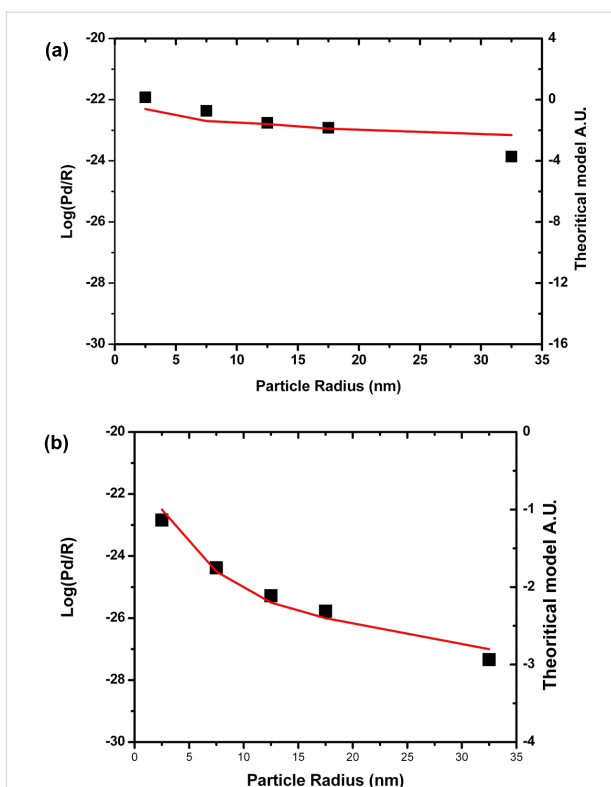 (a)
-20
-22
-24
-26
-28
-30
Log(Pd/R)
4
0
-4
-8
-12
-16
Theoritical model A.U.
0 5 10 15 20 25 30 35
Particle Radius (nm)
(b)
-20
-22
-24
-26
-28
-30
Log(Pd/R)
0
-1
-2
-3
-4
Theoritical model A.U.
0 5 10 15 20 25 30 35
Particle Radius (nm)